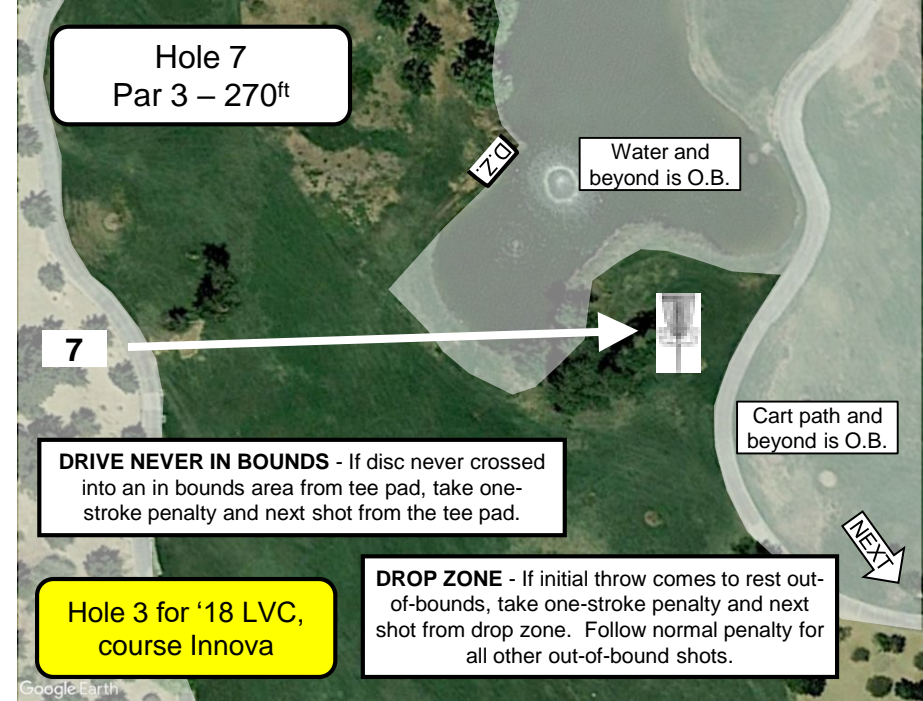 Hole 7
Par 3 – 270ft
D.Z.
Water and
beyond is O.B.
7
Cart path and
beyond is O.B.
DRIVE NEVER IN BOUNDS - If disc never crossed
into an in bounds area from tee pad, take one-
stroke penalty and next shot from the tee pad.
NEXT
DROP ZONE - If initial throw comes to rest out-
of-bounds, take one-stroke penalty and next
shot from drop zone.  Follow normal penalty for
all other out-of-bound shots.
Hole 3 for ‘18 LVC,
course Innova
Google Earth